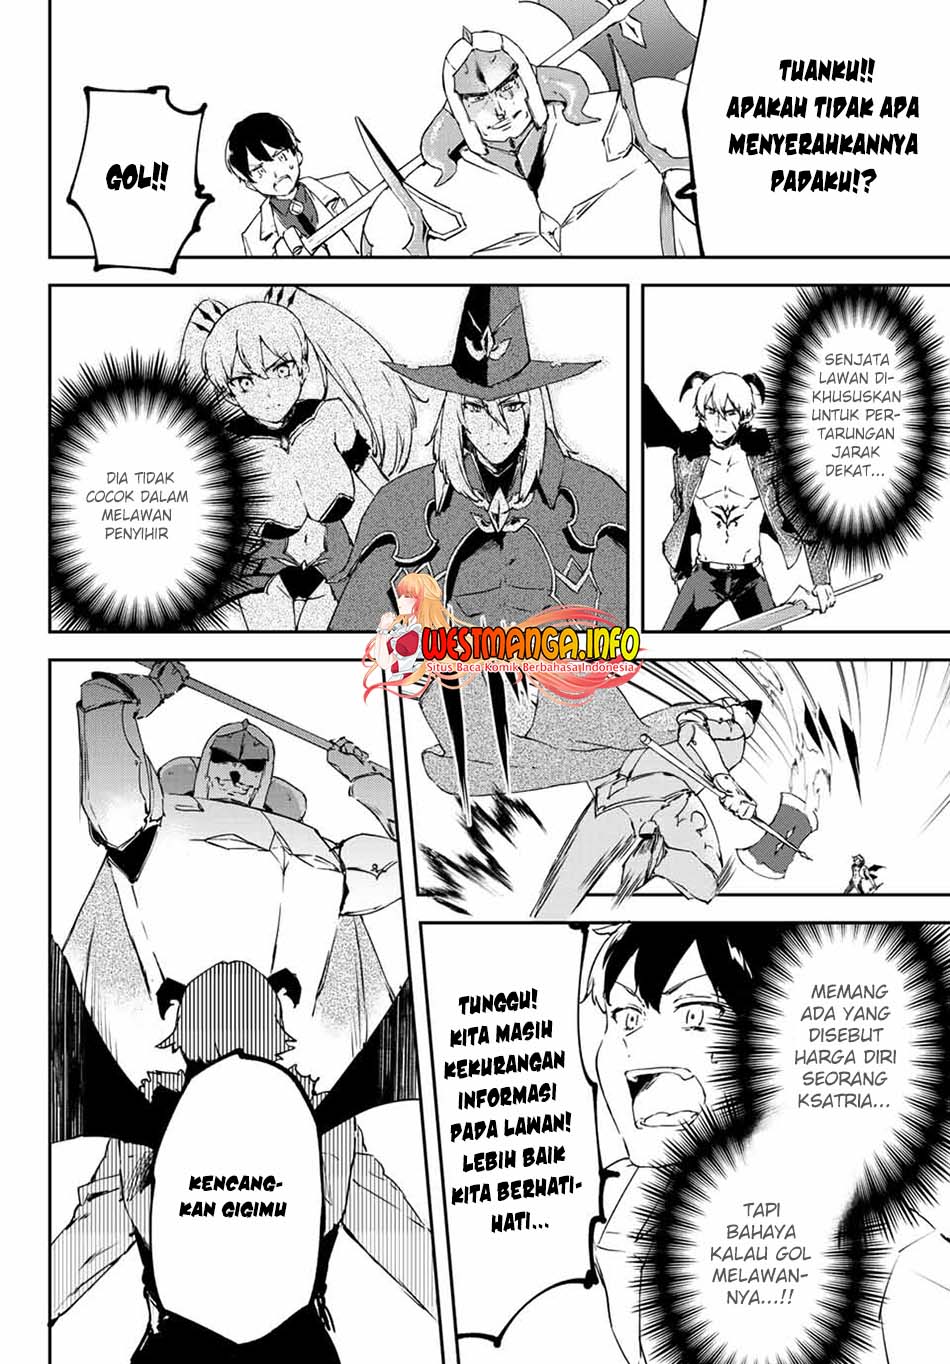 TUANKU!!
APAKAH TIDAK ADA
MENYERAHKANNYA
PADAKU!?
GOL!!
SENJATA
LAWAN DI-
KHUSUSKAN
UNTUK PER-
TARUNGAN
JARAK
DEKAT...
DIA TIDAK
COCOK DALAM
MELAWAN
PENYIHIR
WESTMANGA.INFO
Situs Baca Komik Berbahasa Indonesia
MEMANG
ADA YANG
DISEBUT
HARGA DIRI
SEORANG
KSATRIA...
TAPI
BAHAYA
KALAU GOL
MELAWAN-
NYA...!!
TUNGGU!
KITA MASIH
KEKURANGAN
INFORMASI
PADA LAWAN!
LEBIH BAIK
KITA BERHATI-
HATI...
KENCANG-
KAN GIGIMU